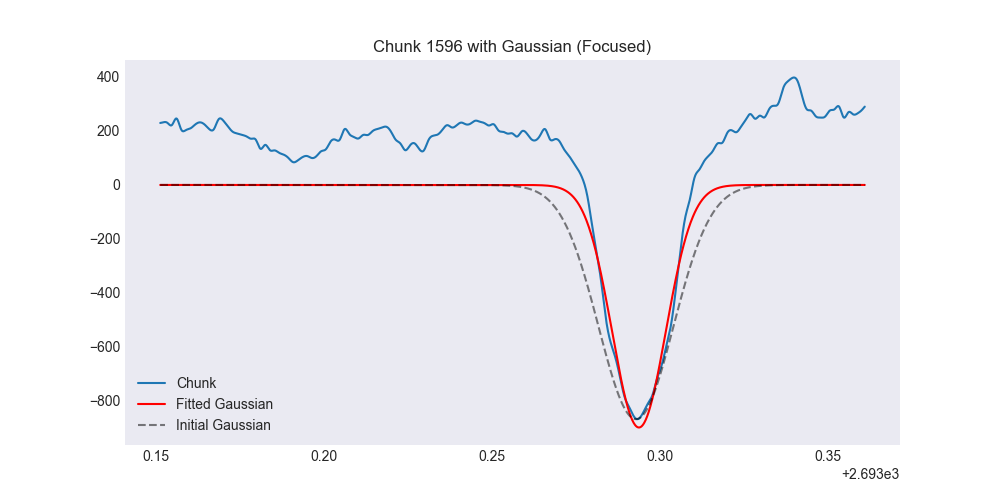 Chunk 1596 with Gaussian (Focused)
400
200
0
−200
−400
−600
−800
Chunk
Fitted Gaussian
Initial Gaussian
0.15 0.20 0.25 0.30 0.35
+2.693e3